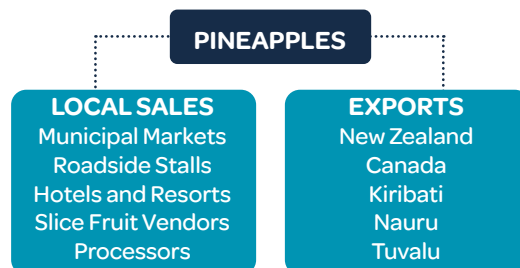 PINEAPPLES
LOCAL SALES
Municipal Markets
Roadside Stalls
Hotels and Resorts
Slice Fruit Vendors
Processors
EXPORTS
New Zealand
Canada
Kiribati
Nauru
Tuvalu